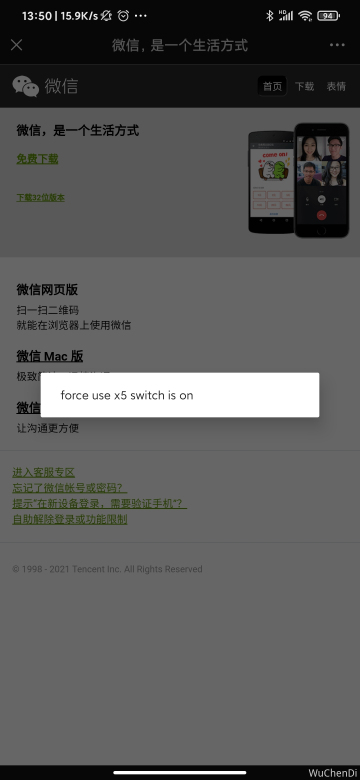 13:50 | 15.9K/s
94
微信，是一个生活方式
微信
首页 下载 表情
微信，是一个生活方式
免费下载
下载32位版本
微信网页版
扫一扫二维码
就能在浏览器上使用微信
微信 Mac 版
force use x5 switch is on
让沟通更方便
进入客服专区
忘记了微信帐号或密码？
提示"在新设备登录，需要验证手机"？
自助解除登录或功能限制
© 1998 - 2021 Tencent Inc. All Rights Reserved
WuChenDi